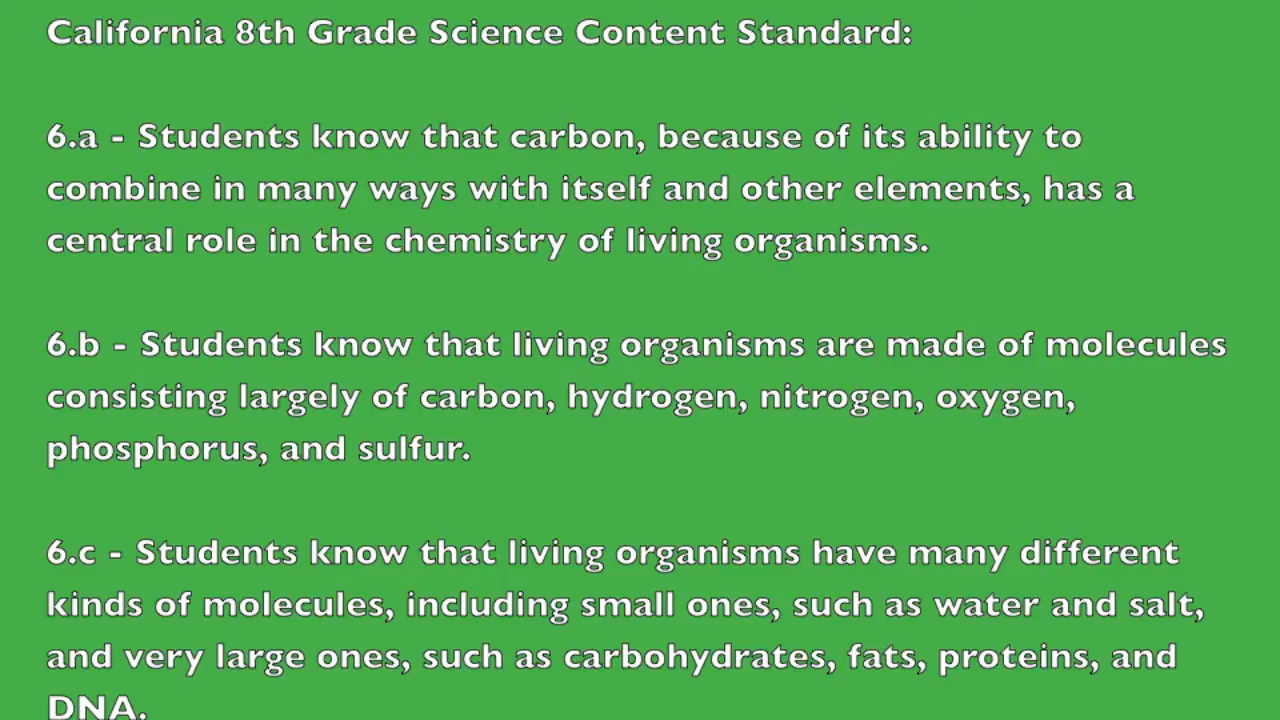 California 8th Grade Science Content Standard:
6.a - Students know that carbon, because of its ability to
combine in many ways with itself and other elements, has a
central role in the chemistry of living organisms.
6.b - Students know that living organisms are made of molecules
consisting largely of carbon, hydrogen, nitrogen, oxygen,
phosphorus, and sulfur.
6.c - Students know that living organisms have many different
kinds of molecules, including small ones, such as water and salt,
and very large ones, such as carbohydrates, fats, proteins, and
DNA.